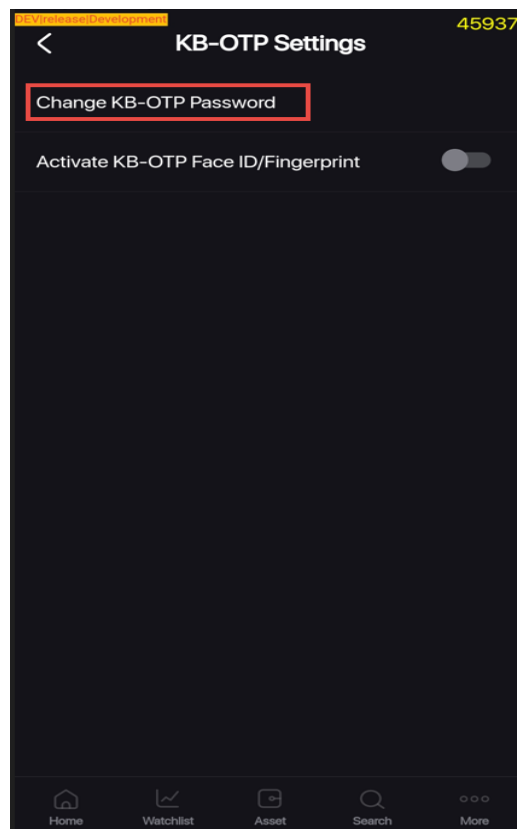 DEV|release|Development
45937
KB-OTP Settings
Change KB-OTP Password
Activate KB-OTP Face ID/Fingerprint
Home Watchlist Asset Search More